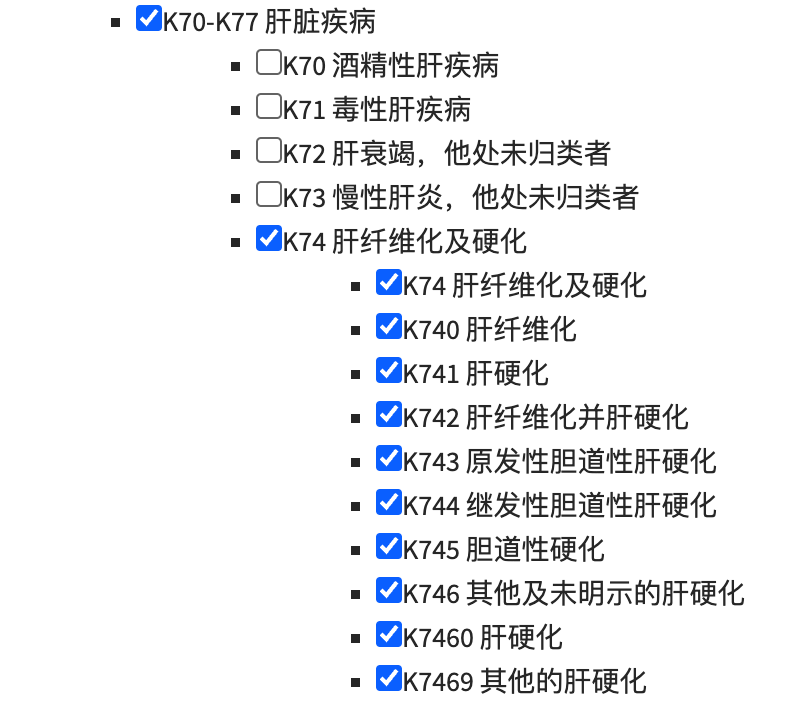 K70-K77 肝脏疾病
K70 酒精性肝疾病
K71 毒性肝疾病
K72 肝衰竭，他处未归类者
K73 慢性肝炎，他处未归类者
K74 肝纤维化及硬化
K74 肝纤维化及硬化
K740 肝纤维化
K741 肝硬化
K742 肝纤维化并肝硬化
K743 原发性胆道性肝硬化
K744 继发性胆道性肝硬化
K745 胆道性硬化
K746 其他及未明示的肝硬化
K7460 肝硬化
K7469 其他的肝硬化